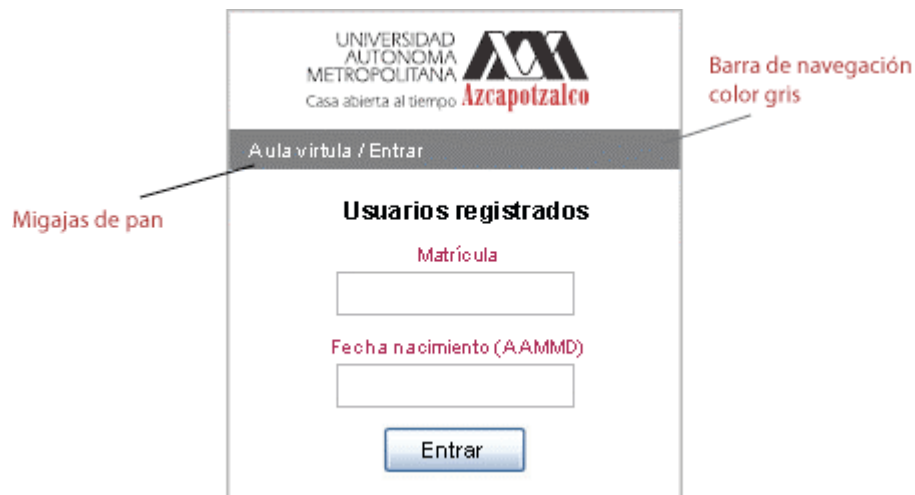 UNIVERSIDAD
AUTONOMA
METROPOLITANA
Casa abierta al tiempo Azcapotzalco
Barra de navegación
color gris
Aula virtula / Entrar
Migajas de pan
Usuarios registrados
Matrícula
Fecha nacimiento (AAMMD)
Entrar